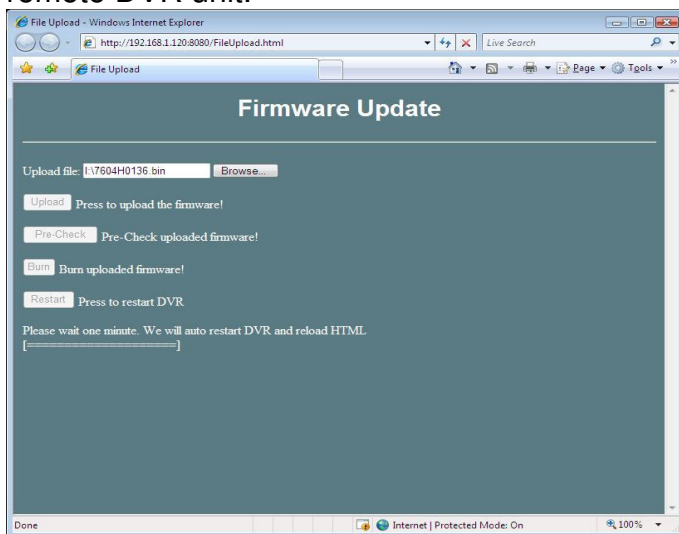 remote DVR unit.
File Upload - Windows Internet Explorer
http://192.168.1.120:8080/FileUpload.html
Live Search
File Upload
Page
Tools
Firmware Update
Upload file: I:\7604H0136.bin Browse...
Upload Press to upload the firmware!
Pre-Check Pre-Check uploaded firmware!
Burn Burn uploaded firmware!
Restart Press to restart DVR
Please wait one minute. We will auto restart DVR and reload HTML
[====================]
Done
Internet | Protected Mode: On
100%